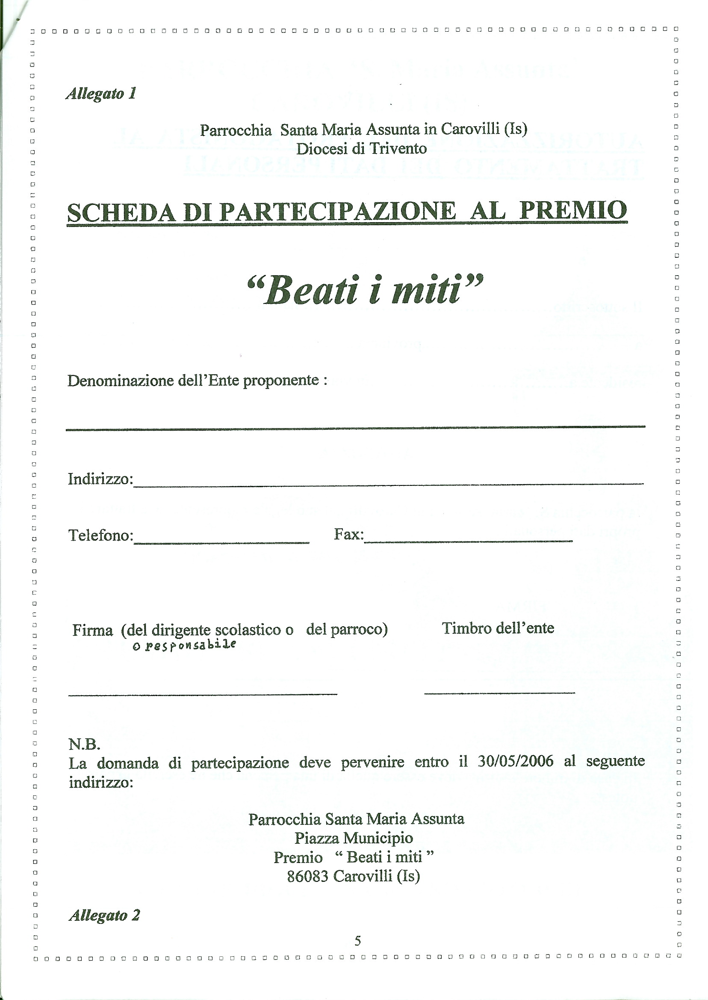 Allegato 1
Parrocchia Santa Maria Assunta in Carovilli (Is)
Diocesi di Trivento
SCHEDA DI PARTECIPAZIONE AL PREMIO
“Beati i miti”
Denominazione dell’Ente proponente :
Indirizzo:
Telefono: Fax:
Firma (del dirigente scolastico o del parroco) Timbro dell’ente
o responsabile
N.B.
La domanda di partecipazione deve pervenire entro il 30/05/2006 al seguente
indirizzo:
Parrocchia Santa Maria Assunta
Piazza Municipio
Premio “ Beati i miti ”
86083 Carovilli (Is)
Allegato 2
5